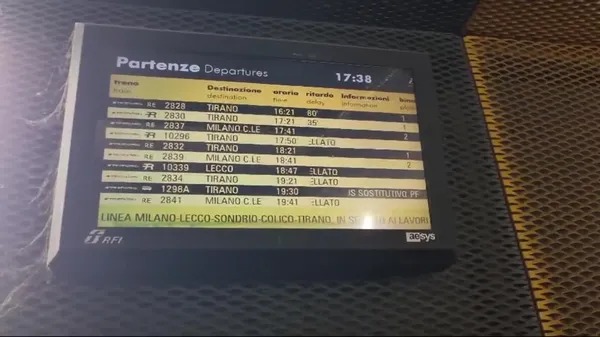 Partenze Departures 17:38
treno Destinazione orario ritardo Informazioni bina
train destination time delay information
RE 2828 TIRANO 16:21 80'
R 2830 TIRANO 17:21 35' 1
RE 2837 MILANO C.LE 17:41 1
R 10296 TIRANO 17:50 ELLATO 2
RE 2832 TIRANO 18:21
RE 2839 MILANO C.LE 18:41 1
R 10339 LECCO 18:47 ELLATO 2
RE 2834 TIRANO 19:21 ELLATO
1298A TIRANO 19:30 IS SOSTITUTIVO, PF
RE 2841 MILANO C.LE 19:41 ELLATO
LINEA MILANO-LECCO-SONDRIO-COLICO-TIRANO, IN AI LAVORI
RFI aesys